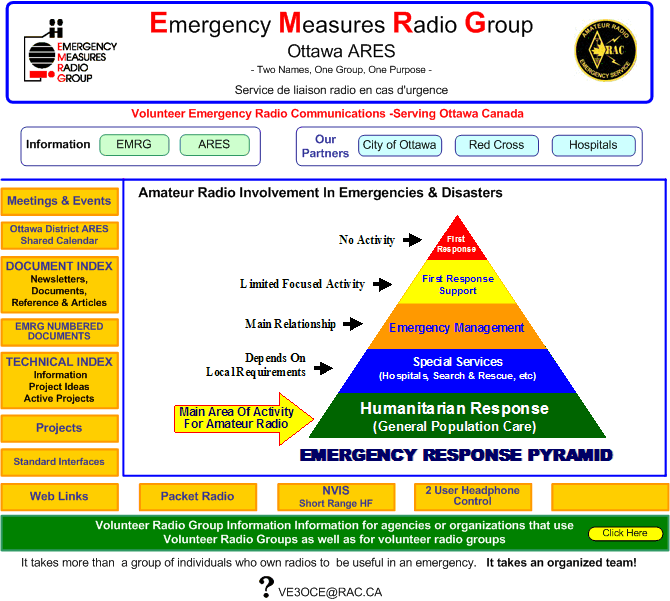 EMERGENCY
MEASURES
RADIO
GROUP
Emergency Measures Radio Group
Ottawa ARES
- Two Names, One Group, One Purpose -
Service de liaison radio en cas d'urgence
AMATEUR RADIO
RAC
EMERGENCY SERVICE
Volunteer Emergency Radio Communications -Serving Ottawa Canada
Information
EMRG
ARES
Our
Partners
City of Ottawa
Red Cross
Hospitals
Meetings & Events
Ottawa District ARES
Shared Calendar
DOCUMENT INDEX
Newsletters,
Documents,
Reference & Articles
EMRG NUMBERED
DOCUMENTS
TECHNICAL INDEX
Information
Project Ideas
Active Projects
Projects
Standard Interfaces
Amateur Radio Involvement In Emergencies & Disasters
No Activity
First
Response
Limited Focused Activity
First Response
Support
Main Relationship
Emergency Management
Depends On
Local Requirements
Special Services
(Hospitals, Search & Rescue, etc)
Main Area Of Activity
For Amateur Radio
Humanitarian Response
(General Population Care)
EMERGENCY RESPONSE PYRAMID
Web Links
Packet Radio
NVIS
Short Range HF
2 User Headphone
Control
Volunteer Radio Group Information Information for agencies or organizations that use
Volunteer Radio Groups as well as for volunteer radio groups
Click Here
It takes more than a group of individuals who own radios to be useful in an emergency. It takes an organized team!
? VE3OCE@RAC.CA